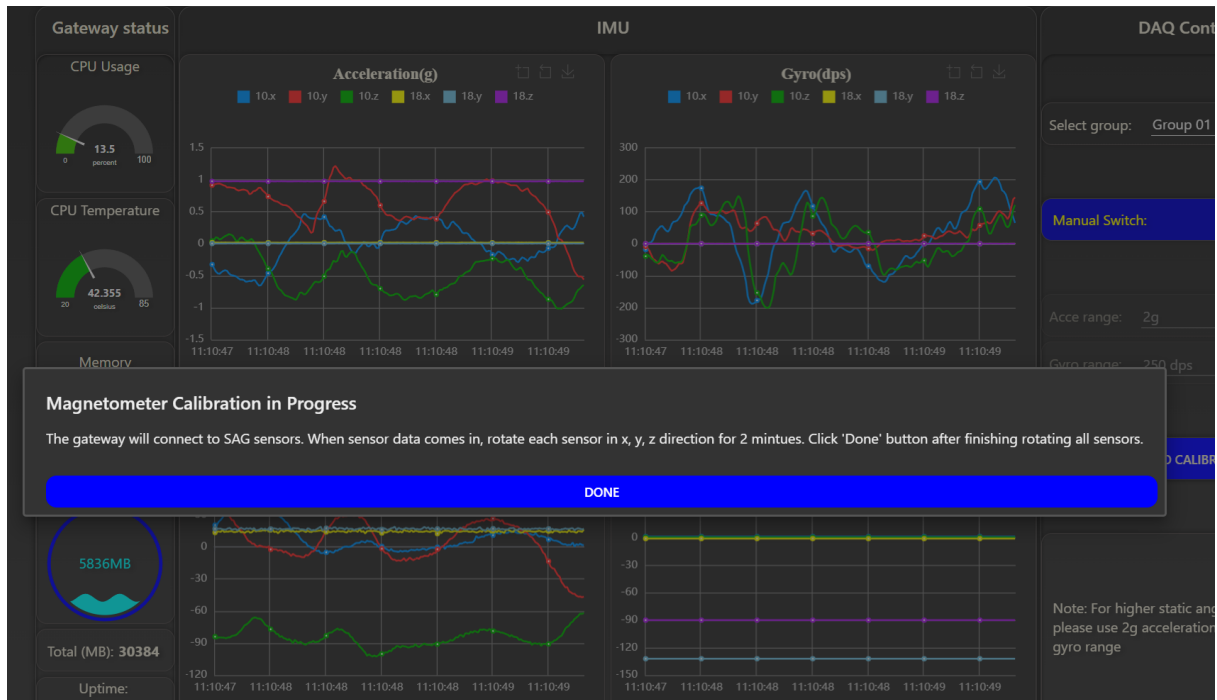 Gateway status
IMU
DAQ Cont
CPU Usage
13.5
percent
0
100
CPU Temperature
42.355
celsius
20
85
Memory
Acceleration(g)
10.x 10.y 10.z 18.x 18.y 18.z
1.5
1
0.5
0
-0.5
-1
-1.5
11:10:47 11:10:48 11:10:48 11:10:48 11:10:49 11:10:49 11:10:49
Gyro(dps)
10.x 10.y 10.z 18.x 18.y 18.z
300
200
100
0
-100
-200
-300
11:10:47 11:10:48 11:10:48 11:10:48 11:10:49 11:10:49 11:10:49
Select group: Group 01
Manual Switch:
Acce range: 2g
Gyro range: 250 dps
Magnetometer Calibration in Progress
The gateway will connect to SAG sensors. When sensor data comes in, rotate each sensor in x, y, z direction for 2 mintues. Click 'Done' button after finishing rotating all sensors.
DONE
CALIBR
5836MB
Total (MB): 30384
Uptime:
0
-30
-60
-90
-120
11:10:47 11:10:48 11:10:48 11:10:48 11:10:49 11:10:49 11:10:49
0
-30
-60
-90
-120
-150
11:10:47 11:10:48 11:10:48 11:10:48 11:10:49 11:10:49 11:10:49
Note: For higher static ang
please use 2g acceleration
gyro range